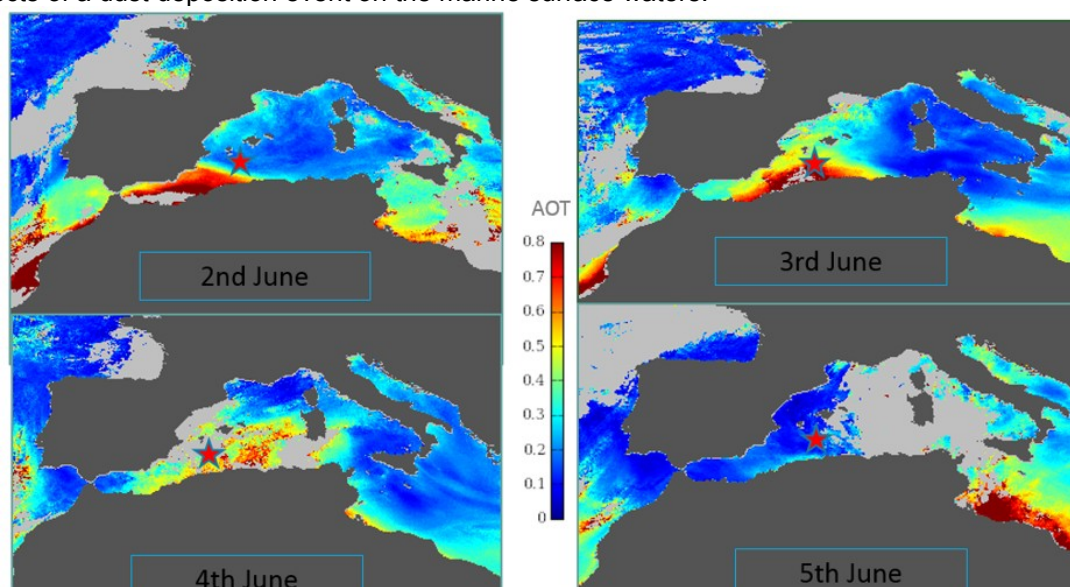 of a dust deposition event on the marine surface waters.
2nd June
3rd June
AOT
0.8
0.7
0.6
0.5
0.4
0.3
0.2
0.1
0
4th June
5th June